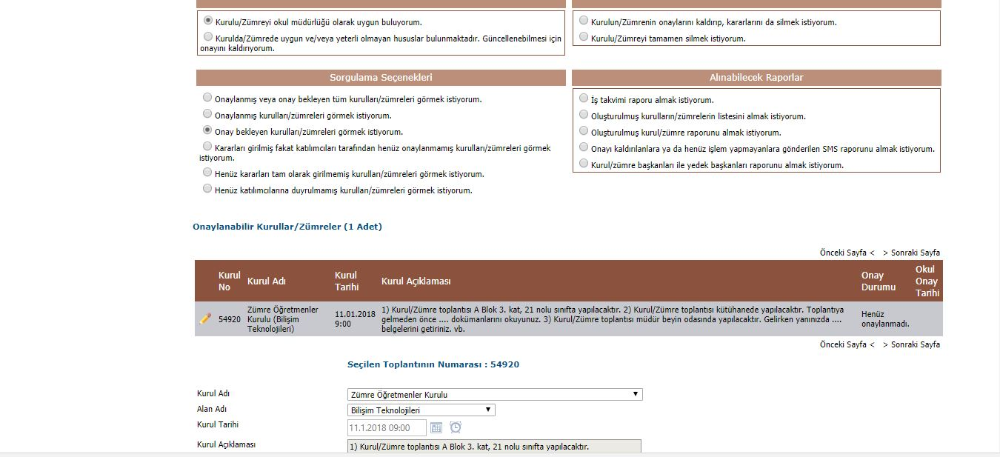 Kurulu/Zümreyi okul müdürlüğü olarak uygun buluyorum.
Kurulda/Zümrede uygun ve/veya yeterli olmayan hususlar bulunmaktadır. Güncellenebilmesi için
onayını kaldırıyorum.
Kurulun/Zümrenin onaylarını kaldırıp, kararlarını da silmek istiyorum.
Kurulu/Zümreyi tamamen silmek istiyorum.
Sorgulama Seçenekleri
Onaylanmış veya onay bekleyen tüm kurulları/zümreleri görmek istiyorum.
Onaylanmış kurulları/zümreleri görmek istiyorum.
Onay bekleyen kurulları/zümreleri görmek istiyorum.
Kararları girilmiş fakat katılımcıları tarafından henüz onaylanmamış kurulları/zümreleri görmek
istiyorum.
Henüz kararları tam olarak girilmemiş kurulları/zümreleri görmek istiyorum.
Henüz katılımcılarına duyrulmamış kurulları/zümreleri görmek istiyorum.
Alınabilecek Raporlar
İş takvimi raporu almak istiyorum.
Oluşturulmuş kurulların/zümrelerin listesini almak istiyorum.
Oluşturulmuş kurul/zümre raporunu almak istiyorum.
Onayı kaldırılanlara ya da henüz işlem yapmayanlara gönderilen SMS raporunu almak istiyorum.
Kurul/zümre başkanları ile yedek başkanları raporunu almak istiyorum.
Onaylanabilir Kurullar/Zümreler (1 Adet)
Önceki Sayfa < > Sonraki Sayfa
Kurul No
Kurul Adı
Kurul Tarihi
Kurul Açıklaması
Onay Durumu
Okul Onay Tarihi
54920
Zümre Öğretmenler
Kurulu (Bilişim
Teknolojileri)
11.01.2018
9:00
1) Kurul/Zümre toplantısı A Blok 3. kat, 21 nolu sınıfta yapılacaktır. 2) Kurul/Zümre toplantısı kütühanede yapılacaktır. Toplantıya
gelmeden önce .... dokümanlarını okuyunuz. 3) Kurul/Zümre toplantısı müdür beyin odasında yapılacaktır. Gelirken yanınızda ....
belgelerini getiriniz. vb.
Henüz
onaylanmadı.
Önceki Sayfa < > Sonraki Sayfa
Seçilen Toplantının Numarası : 54920
Kurul Adı
Zümre Öğretmenler Kurulu
Alan Adı
Bilişim Teknolojileri
Kurul Tarihi
11.1.2018 09:00
Kurul Açıklaması
1) Kurul/Zümre toplantısı A Blok 3. kat, 21 nolu sınıfta yapılacaktır.